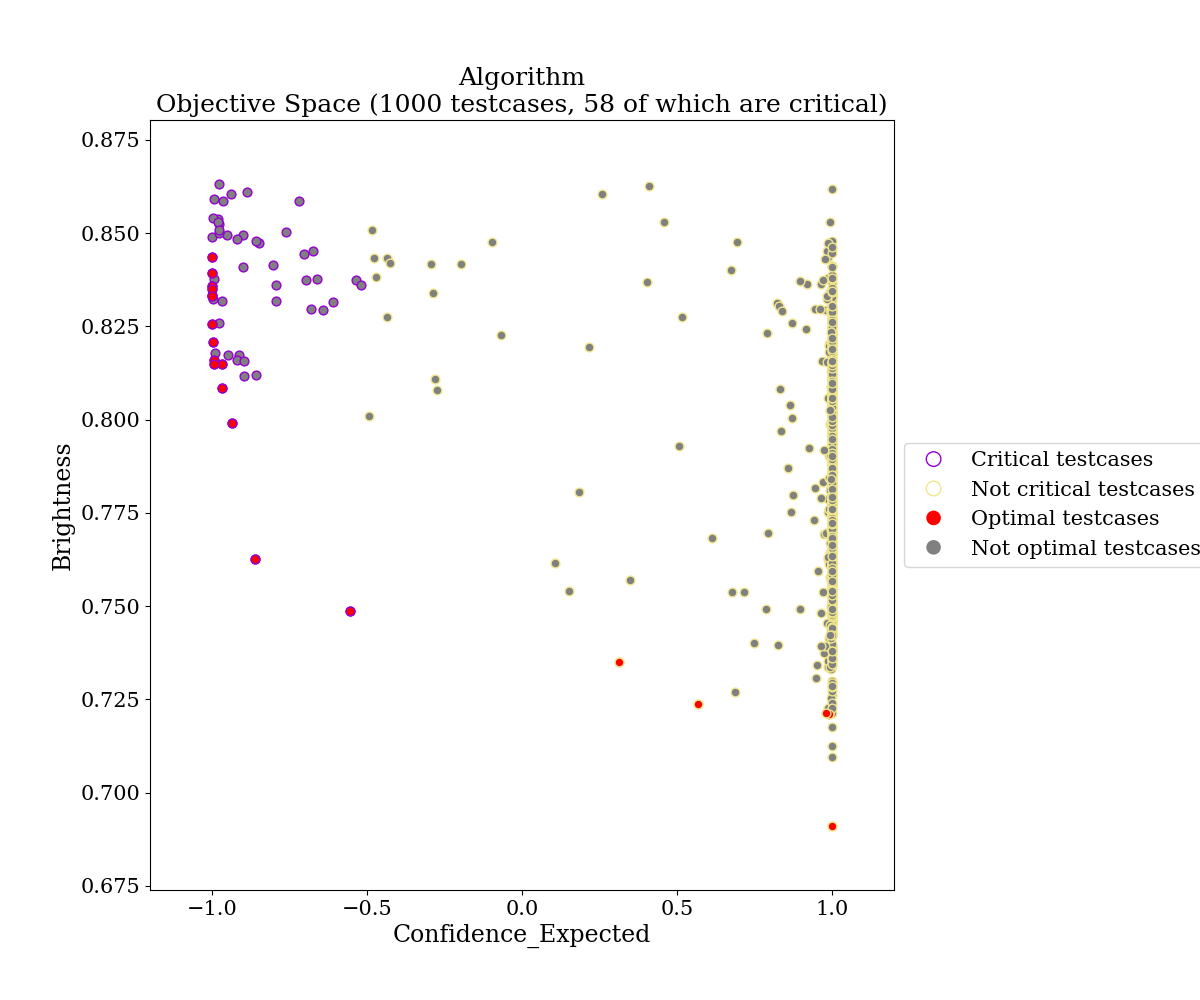 Algorithm
Objective Space (1000 testcases, 58 of which are critical)
0.875
0.850
0.825
0.800
0.775
0.750
0.725
0.700
0.675
Brightness
−1.0
−0.5
0.0
0.5
1.0
Confidence_Expected
Critical testcases
Not critical testcases
Optimal testcases
Not optimal testcases